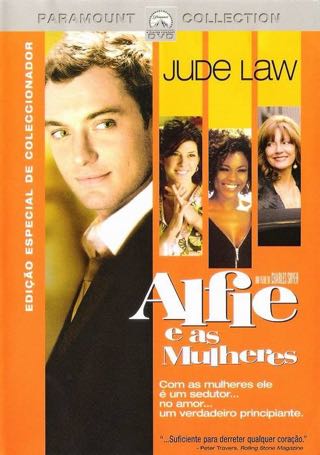 PARAMOUNT COLLECTION
DVD
JUDE LAW
EDIÇÃO ESPECIAL DE COLECCIONADOR
UM FILME DE CHARLES SHYER
Alfie
e as
Mulheres
Com as mulheres ele
é um sedutor...
no amor...
um verdadeiro principiante.
"...Suficiente para derreter qualquer coração."
- Peter Travers, Rolling Stone Magazine